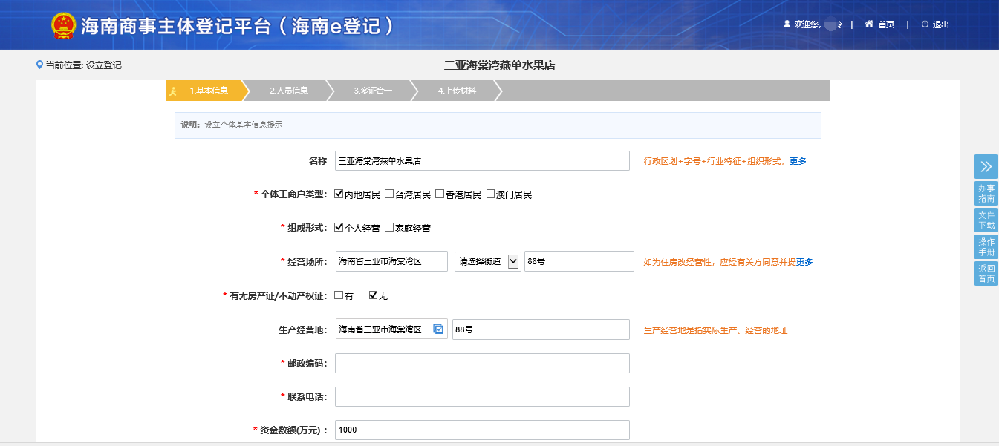 海南商事主体登记平台（海南e登记）
欢迎您, | 首页 | 退出
当前位置: 设立登记
三亚海棠湾燕单水果店
1.基本信息 2.人员信息 3.多证合一 4.上传材料
说明: 设立个体基本信息提示
名称 三亚海棠湾燕单水果店 行政区划+字号+行业特征+组织形式，更多
* 个体工商户类型: 内地居民 台湾居民 香港居民 澳门居民
* 组成形式: 个人经营 家庭经营
* 经营场所: 海南省三亚市海棠湾区 请选择街道 88号 如为住房改经营性，应经有关方同意并提更多
* 有无房产证/不动产权证: 有 无
生产经营地: 海南省三亚市海棠湾区 88号 生产经营地是指实际生产、经营的地址
* 邮政编码:
* 联系电话:
* 资金数额(万元) : 1000
办事
指南
文件
下载
操作
手册
返回
首页